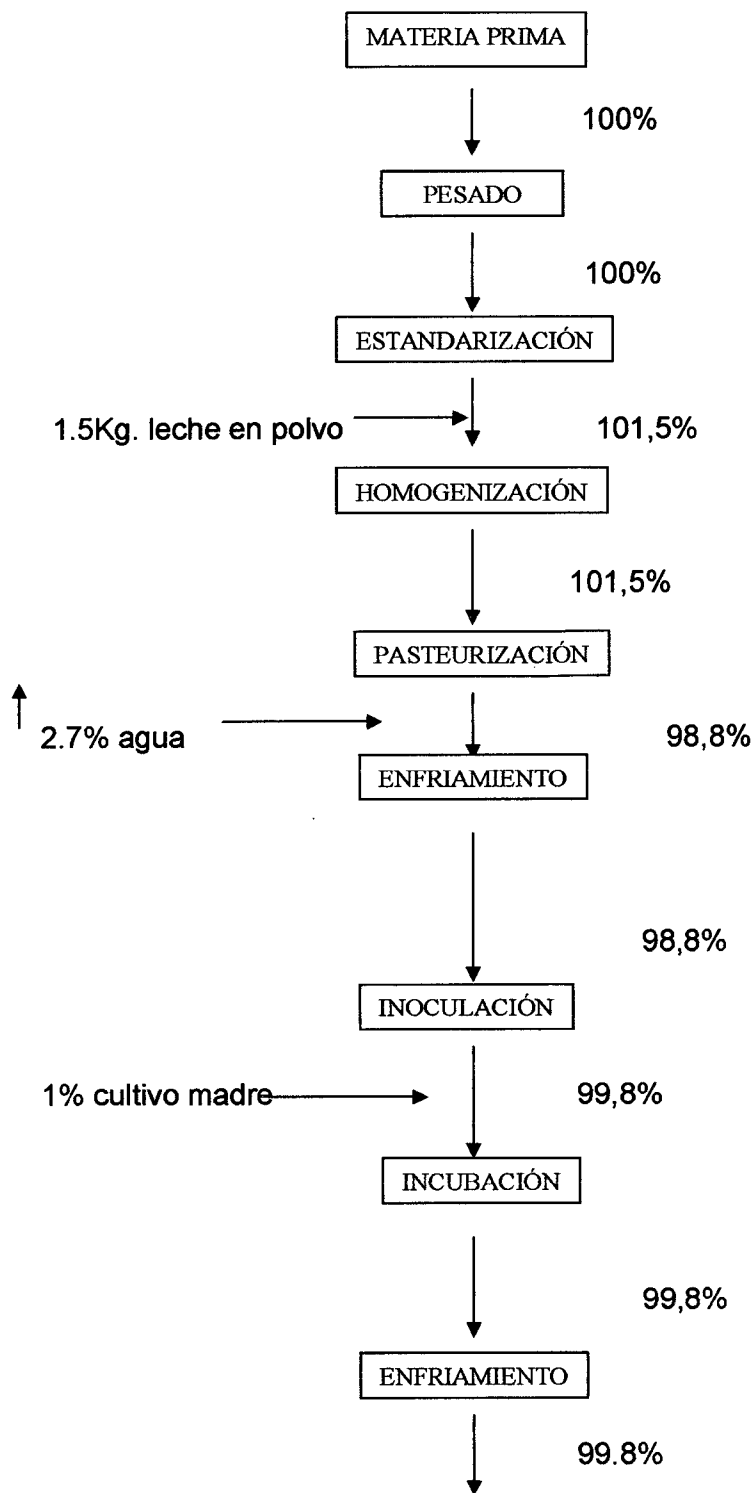 MATERIA PRIMA
100%
PESADO
100%
ESTANDARIZACIÓN
1.5Kg. leche en polvo
101,5%
HOMOGENIZACIÓN
101,5%
PASTEURIZACIÓN
2.7% agua
98,8%
ENFRIAMIENTO
98,8%
INOCULACIÓN
1% cultivo madre
99,8%
INCUBACIÓN
99,8%
ENFRIAMIENTO
99.8%